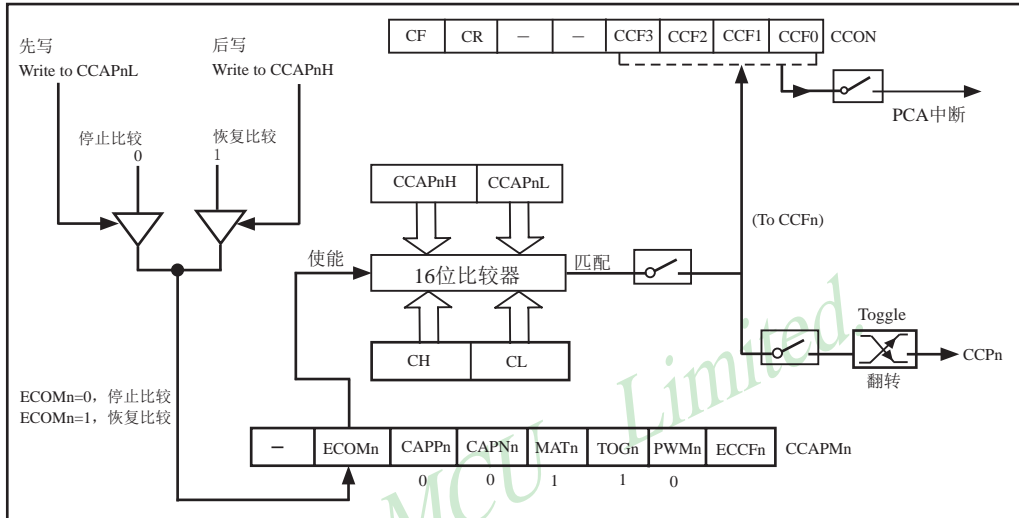 CF CR — — CCF3 CCF2 CCF1 CCF0 CCON
先写
Write to CCAPnL
后写
Write to CCAPnH
PCA中断
停止比较
0
恢复比较
1
CCAPnH CCAPnL
(To CCFn)
使能
16位比较器
匹配
CH CL
Toggle
CCPn
翻转
ECOMn=0，停止比较
ECOMn=1，恢复比较
— ECOMn CAPPn CAPNn MATn TOGn PWMn ECCFn CCAPMn
0 0 1 1 0
MCU Limited.